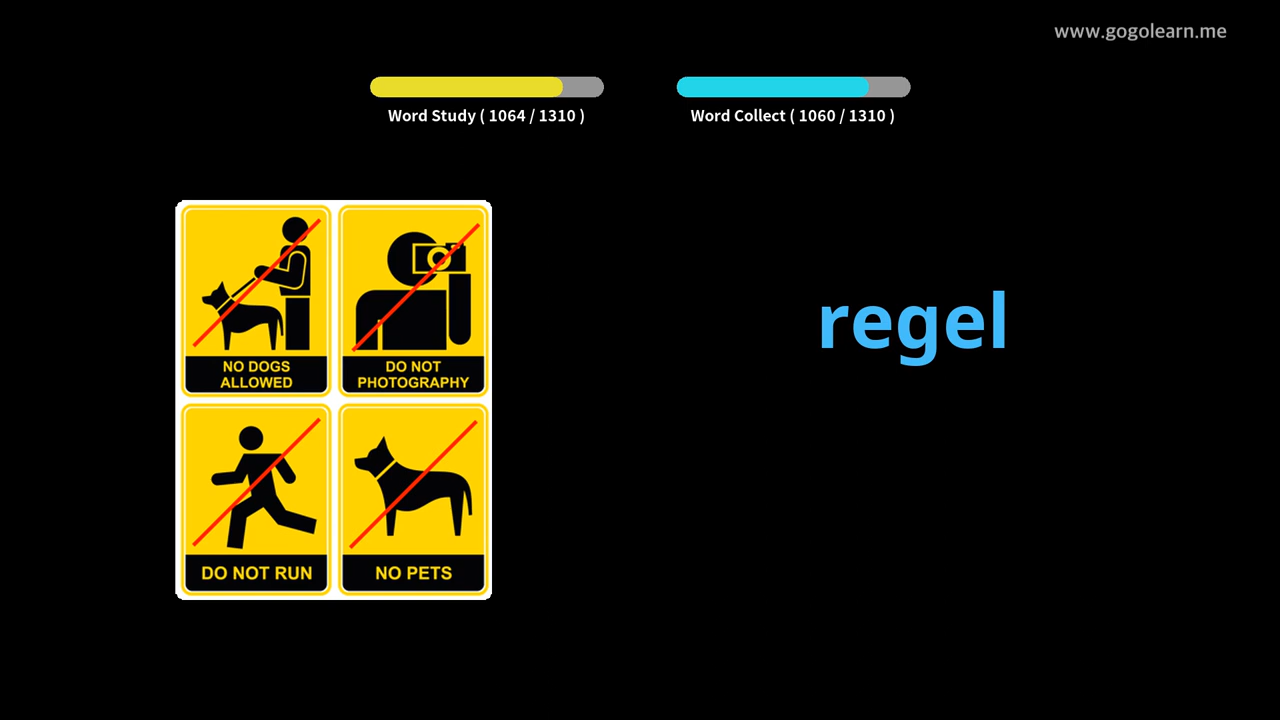 www.gogolearn.me
Word Study ( 1064 / 1310 )
Word Collect ( 1060 / 1310 )
NO DOGS
ALLOWED
DO NOT
PHOTOGRAPHY
regel
DO NOT RUN
NO PETS